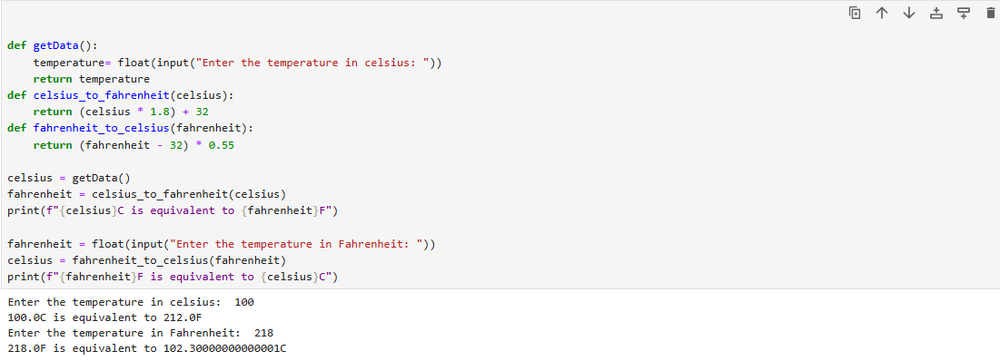 def getData():
    temperature= float(input("Enter the temperature in celsius: "))
    return temperature
def celsius_to_fahrenheit(celsius):
    return (celsius * 1.8) + 32
def fahrenheit_to_celsius(fahrenheit):
    return (fahrenheit - 32) * 0.55
celsius = getData()
fahrenheit = celsius_to_fahrenheit(celsius)
print(f"{celsius}C is equivalent to {fahrenheit}F")
fahrenheit = float(input("Enter the temperature in Fahrenheit: "))
celsius = fahrenheit_to_celsius(fahrenheit)
print(f"{fahrenheit}F is equivalent to {celsius}C")
Enter the temperature in celsius:  100
100.0C is equivalent to 212.0F
Enter the temperature in Fahrenheit:  218
218.0F is equivalent to 102.30000000000001C